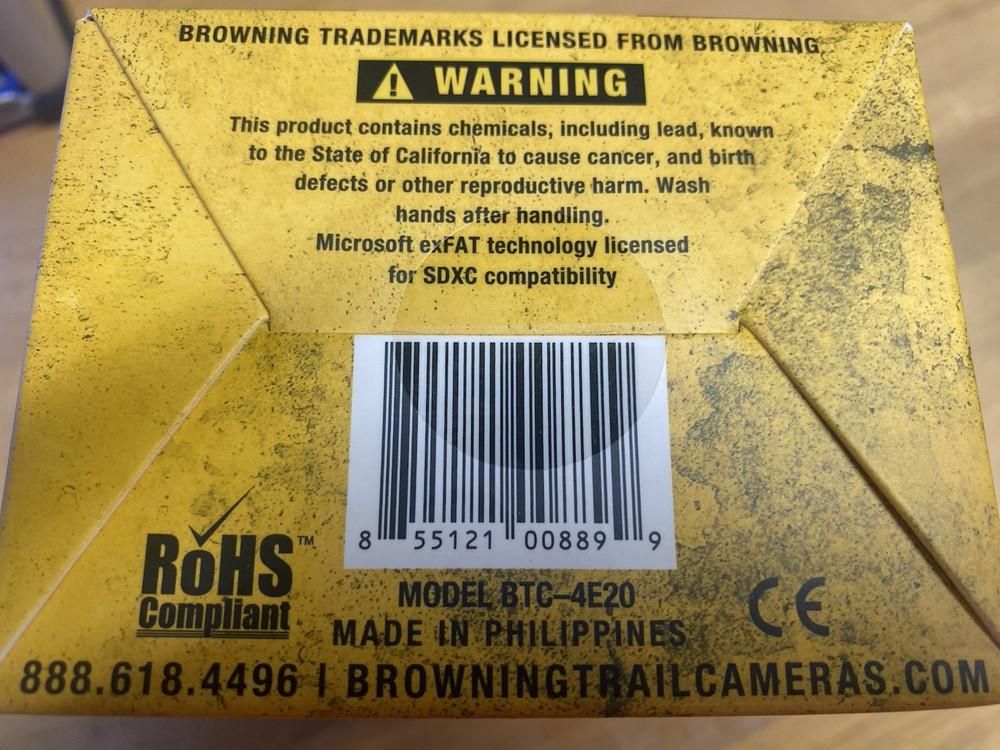 BROWNING TRADEMARKS LICENSED FROM BROWNING
WARNING
This product contains chemicals, including lead, known
to the State of California to cause cancer, and birth
defects or other reproductive harm. Wash
hands after handling.
Microsoft exFAT technology licensed
for SDXC compatibility
8 55121 00889 9
RoHS™
Compliant
MODEL BTC–4E20
CE
MADE IN PHILIPPINES
888.618.4496 | BROWNINGTRAILCAMERAS.COM